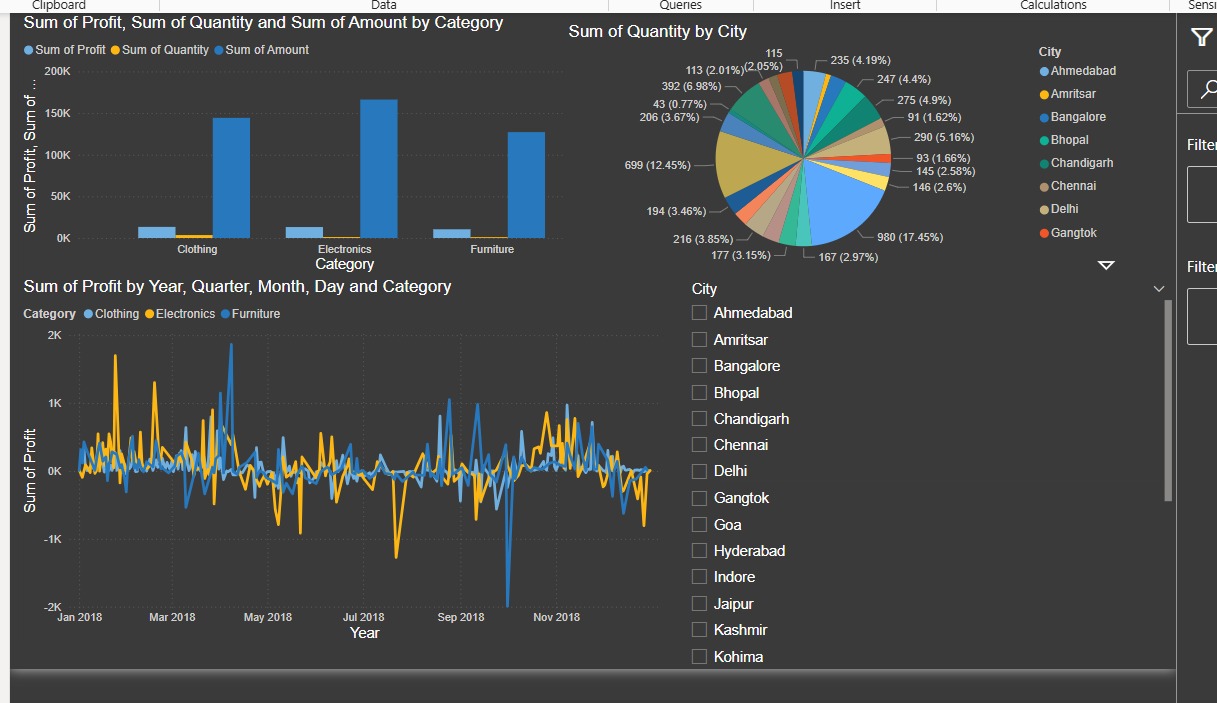 Clipboard Data Queries Insert Calculations Sensi
Sum of Profit, Sum of Quantity and Sum of Amount by Category
Sum of Profit Sum of Quantity Sum of Amount
Sum of Profit, Sum of ...
200K
150K
100K
50K
0K
Clothing Electronics Furniture
Category
Sum of Quantity by City
115
(2.05%)
113 (2.01%)
392 (6.98%)
43 (0.77%)
206 (3.67%)
699 (12.45%)
194 (3.46%)
216 (3.85%)
177 (3.15%)
235 (4.19%)
247 (4.4%)
275 (4.9%)
91 (1.62%)
290 (5.16%)
93 (1.66%)
145 (2.58%)
146 (2.6%)
980 (17.45%)
167 (2.97%)
City
Ahmedabad
Amritsar
Bangalore
Bhopal
Chandigarh
Chennai
Delhi
Gangtok
Filter
Filter
Sum of Profit by Year, Quarter, Month, Day and Category
Category Clothing Electronics Furniture
Sum of Profit
2K
1K
0K
-1K
-2K
Jan 2018 Mar 2018 May 2018 Jul 2018 Sep 2018 Nov 2018
Year
City
Ahmedabad
Amritsar
Bangalore
Bhopal
Chandigarh
Chennai
Delhi
Gangtok
Goa
Hyderabad
Indore
Jaipur
Kashmir
Kohima